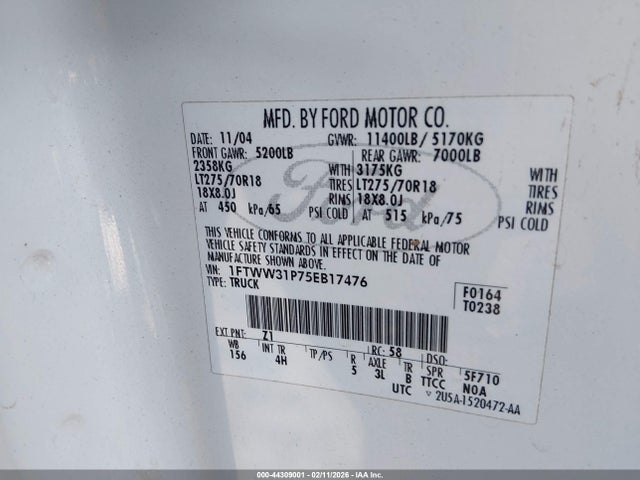 MFD. BY FORD MOTOR CO.
DATE: 11/04 GVWR: 11400LB/ 5170KG
FRONT GAWR: 5200LB REAR GAWR: 7000LB
2358KG WITH 3175KG WITH
LT275/70R18 TIRES LT275/70R18 TIRES
18X8.0J RIMS 18X8.0J RIMS
AT 450 kPa/65 PSI COLD AT 515 kPa/75 PSI COLD
THIS VEHICLE CONFORMS TO ALL APPLICABLE FEDERAL MOTOR
VEHICLE SAFETY STANDARDS IN EFFECT ON THE DATE OF
MANUFACTURE SHOWN ABOVE.
VIN: 1FTWW31P75EB17476
TYPE: TRUCK
F0164
T0238
Ford
EXT PNT: Z1 RC: 58 DSO:
WB INT TR TP/PS R AXLE TR SPR 5F710
156 4H 5 3L B TTCC N0A
UTC ▽ 2U5A-1520472-AA
000-44309001 - 02/11/2026 - IAA Inc.